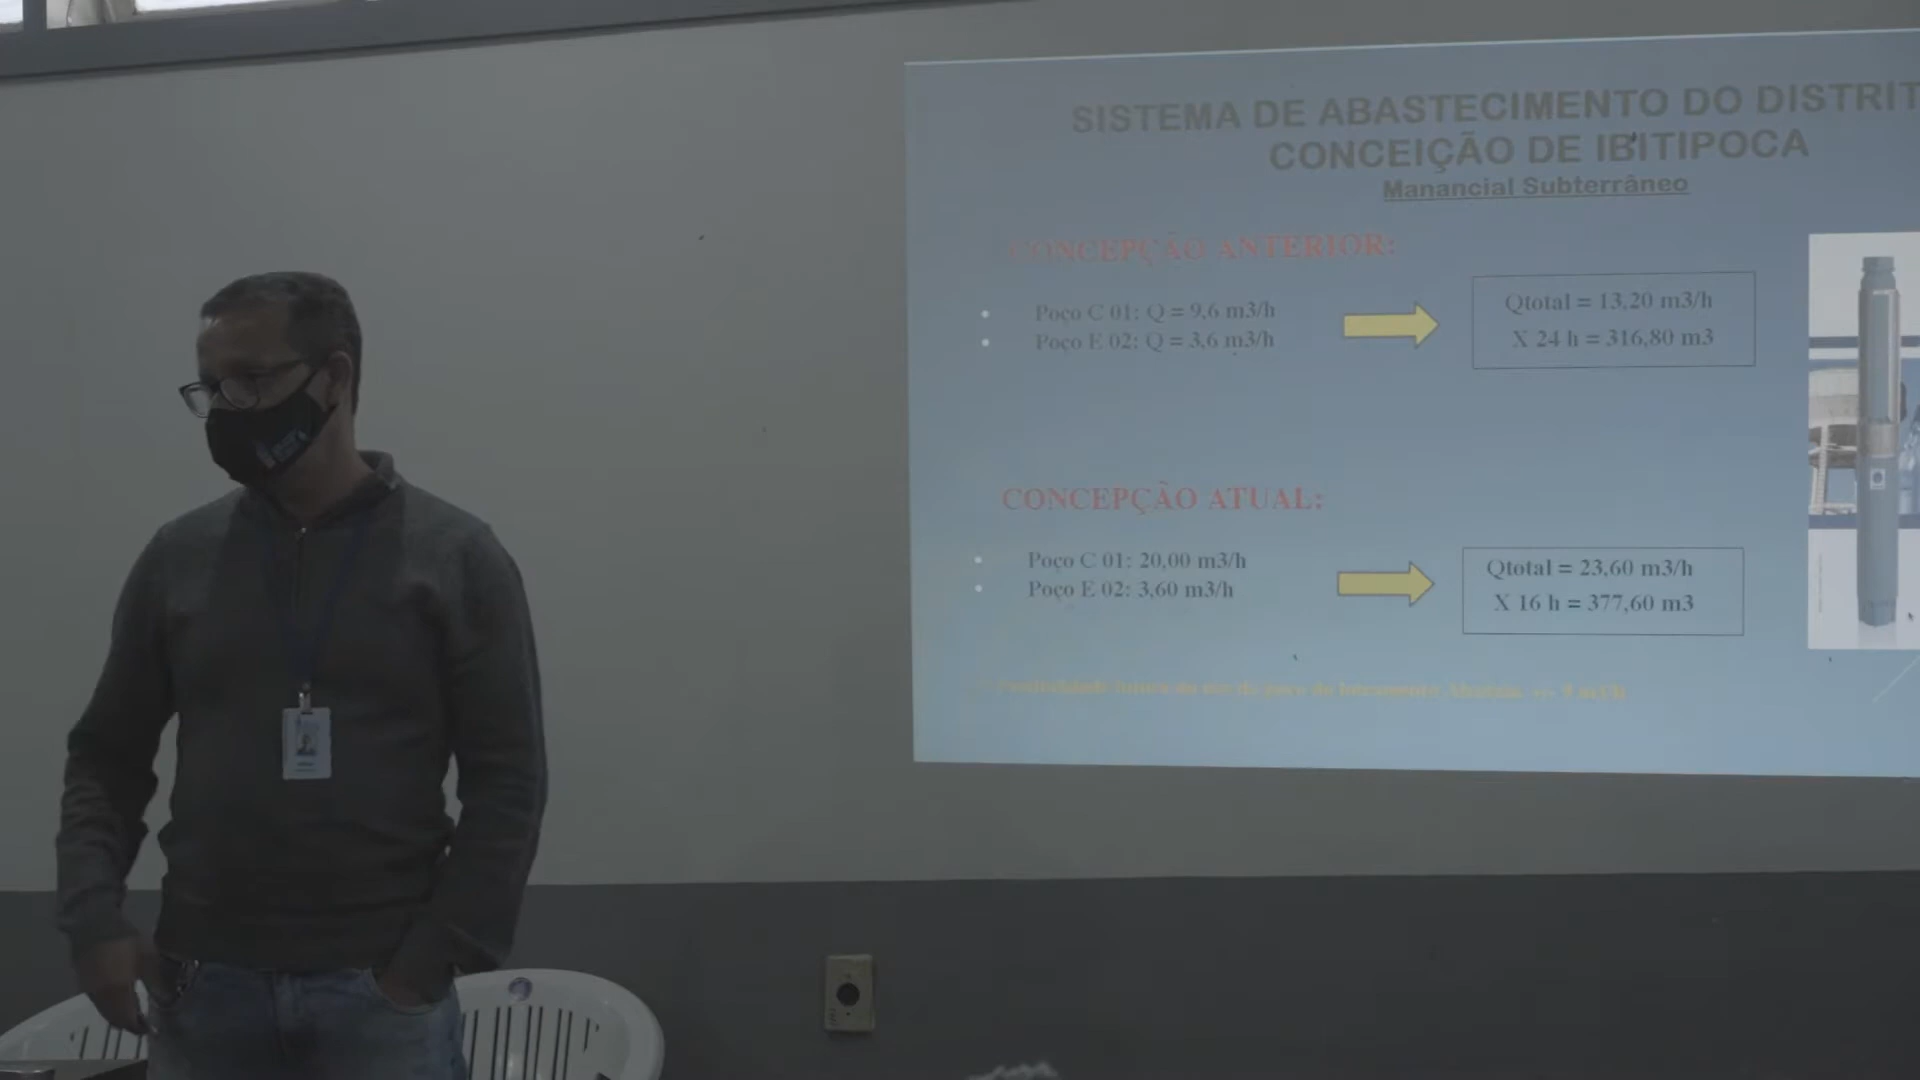 SISTEMA DE ABASTECIMENTO DO DISTRIT
CONCEIÇÃO DE IBITIPOCA
Manancial Subterrâneo
CONCEPÇÃO ANTERIOR:
Poço C 01: Q = 9,6 m3/h
Poço E 02: Q = 3,6 m3/h
Qtotal = 13,20 m3/h
X 24 h = 316,80 m3
CONCEPÇÃO ATUAL:
Poço C 01: 20,00 m3/h
Poço E 02: 3,60 m3/h
Qtotal = 23,60 m3/h
X 16 h = 377,60 m3